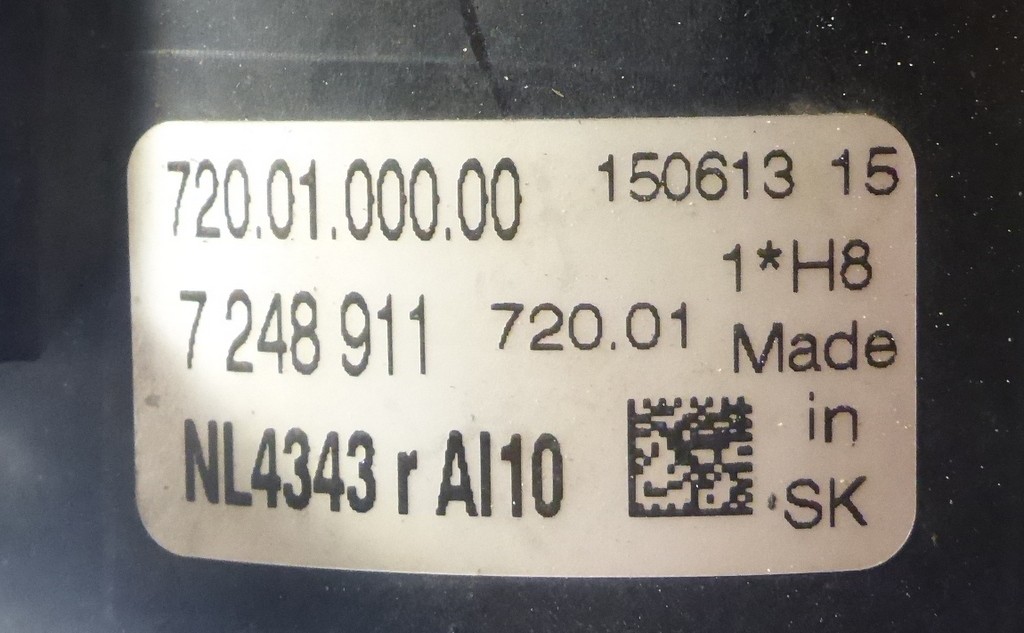 720.01.000.00 150613 15
1*H8
7 248 911 720.01 Made
in
NL4343 r AI10 SK